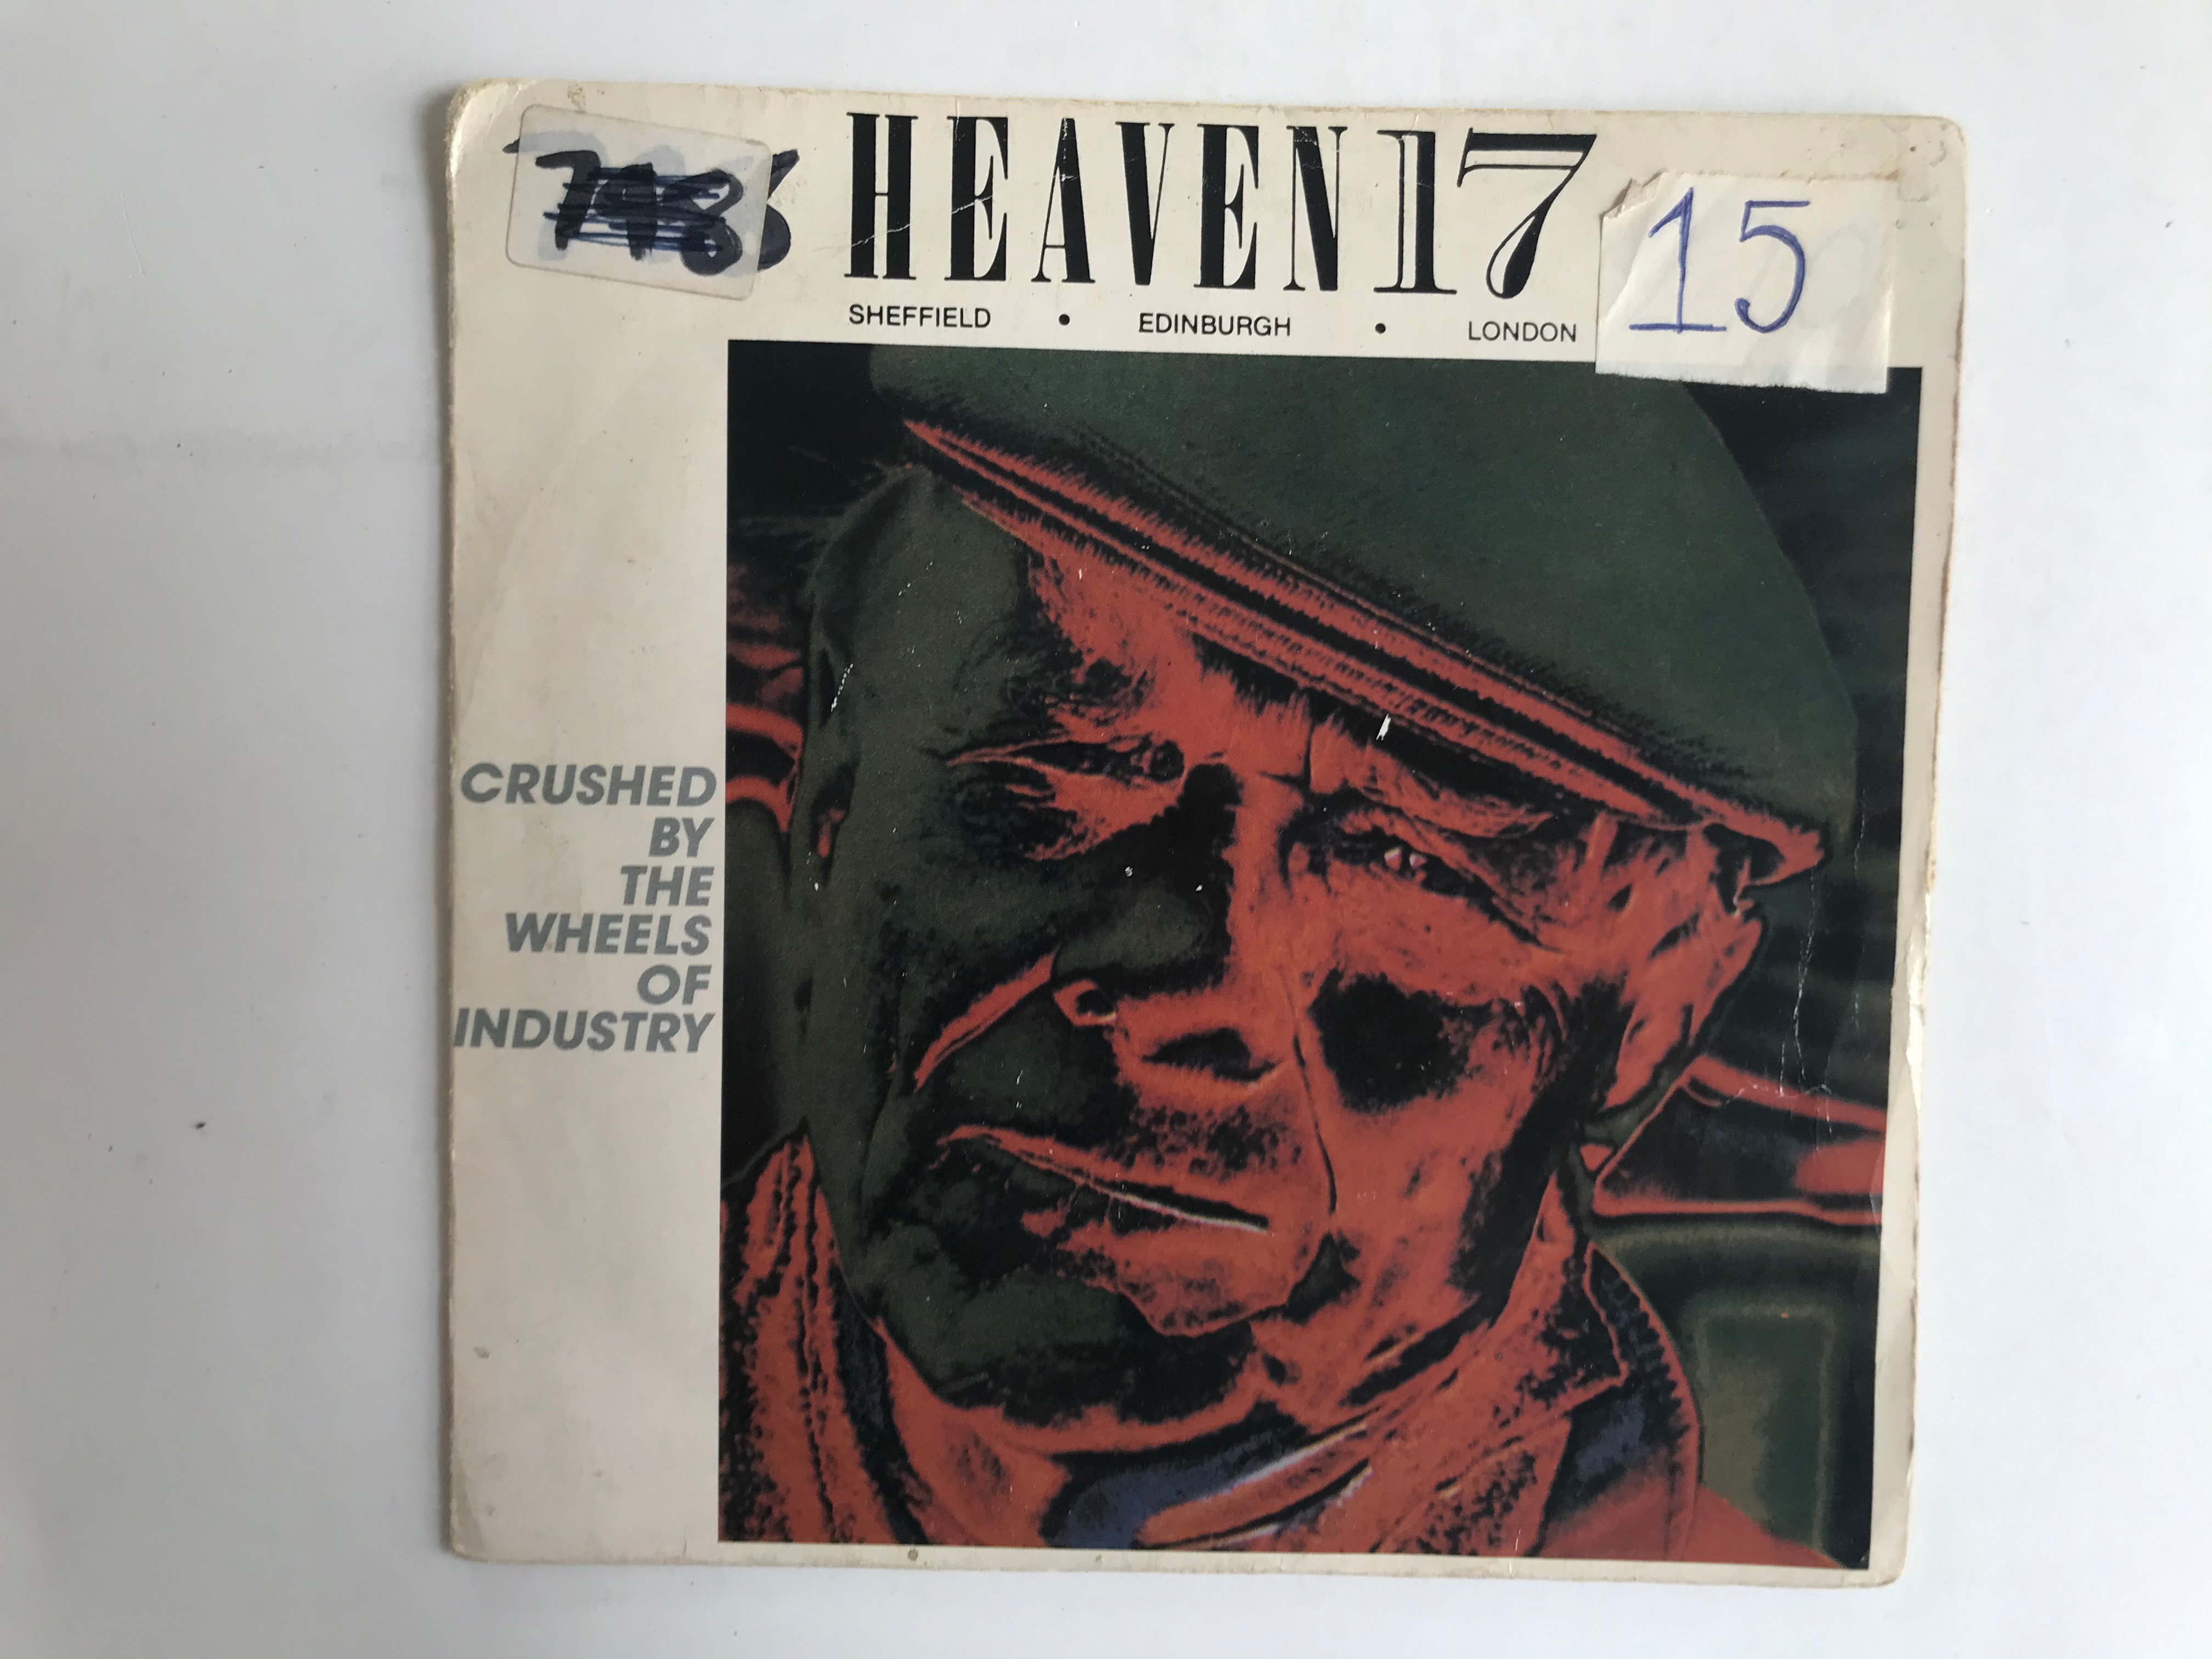 HEAVEN 17
SHEFFIELD • EDINBURGH • LONDON
15
CRUSHED
BY
THE
WHEELS
OF
INDUSTRY